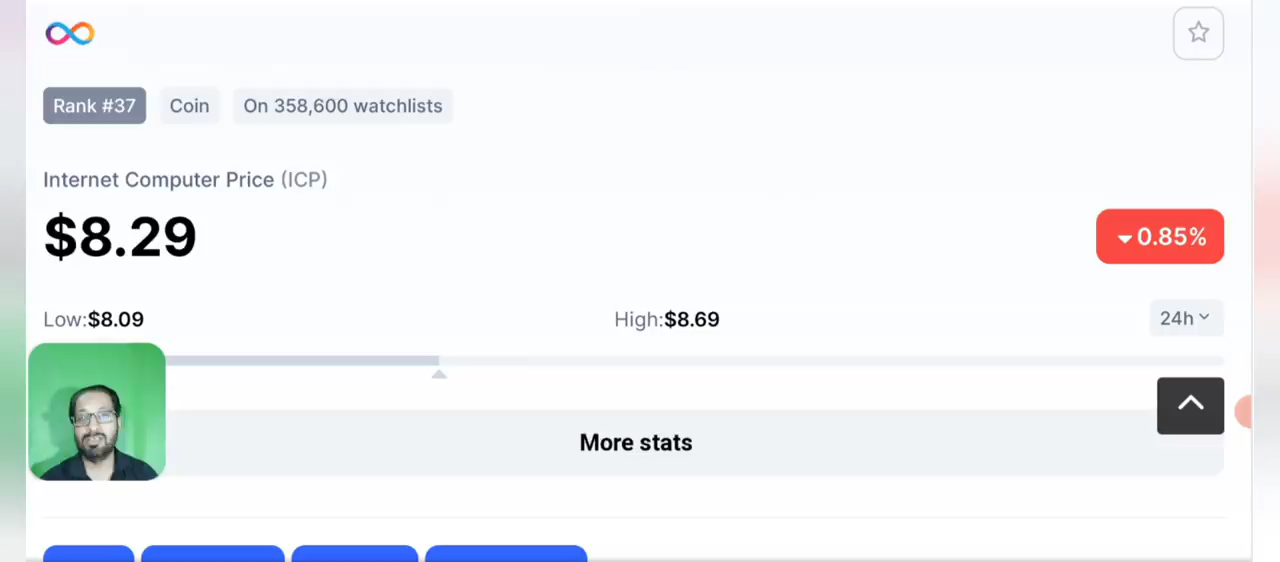 Rank #37 Coin On 358,600 watchlists
Internet Computer Price (ICP)
$8.29 0.85%
Low:$8.09 High:$8.69 24h
More stats